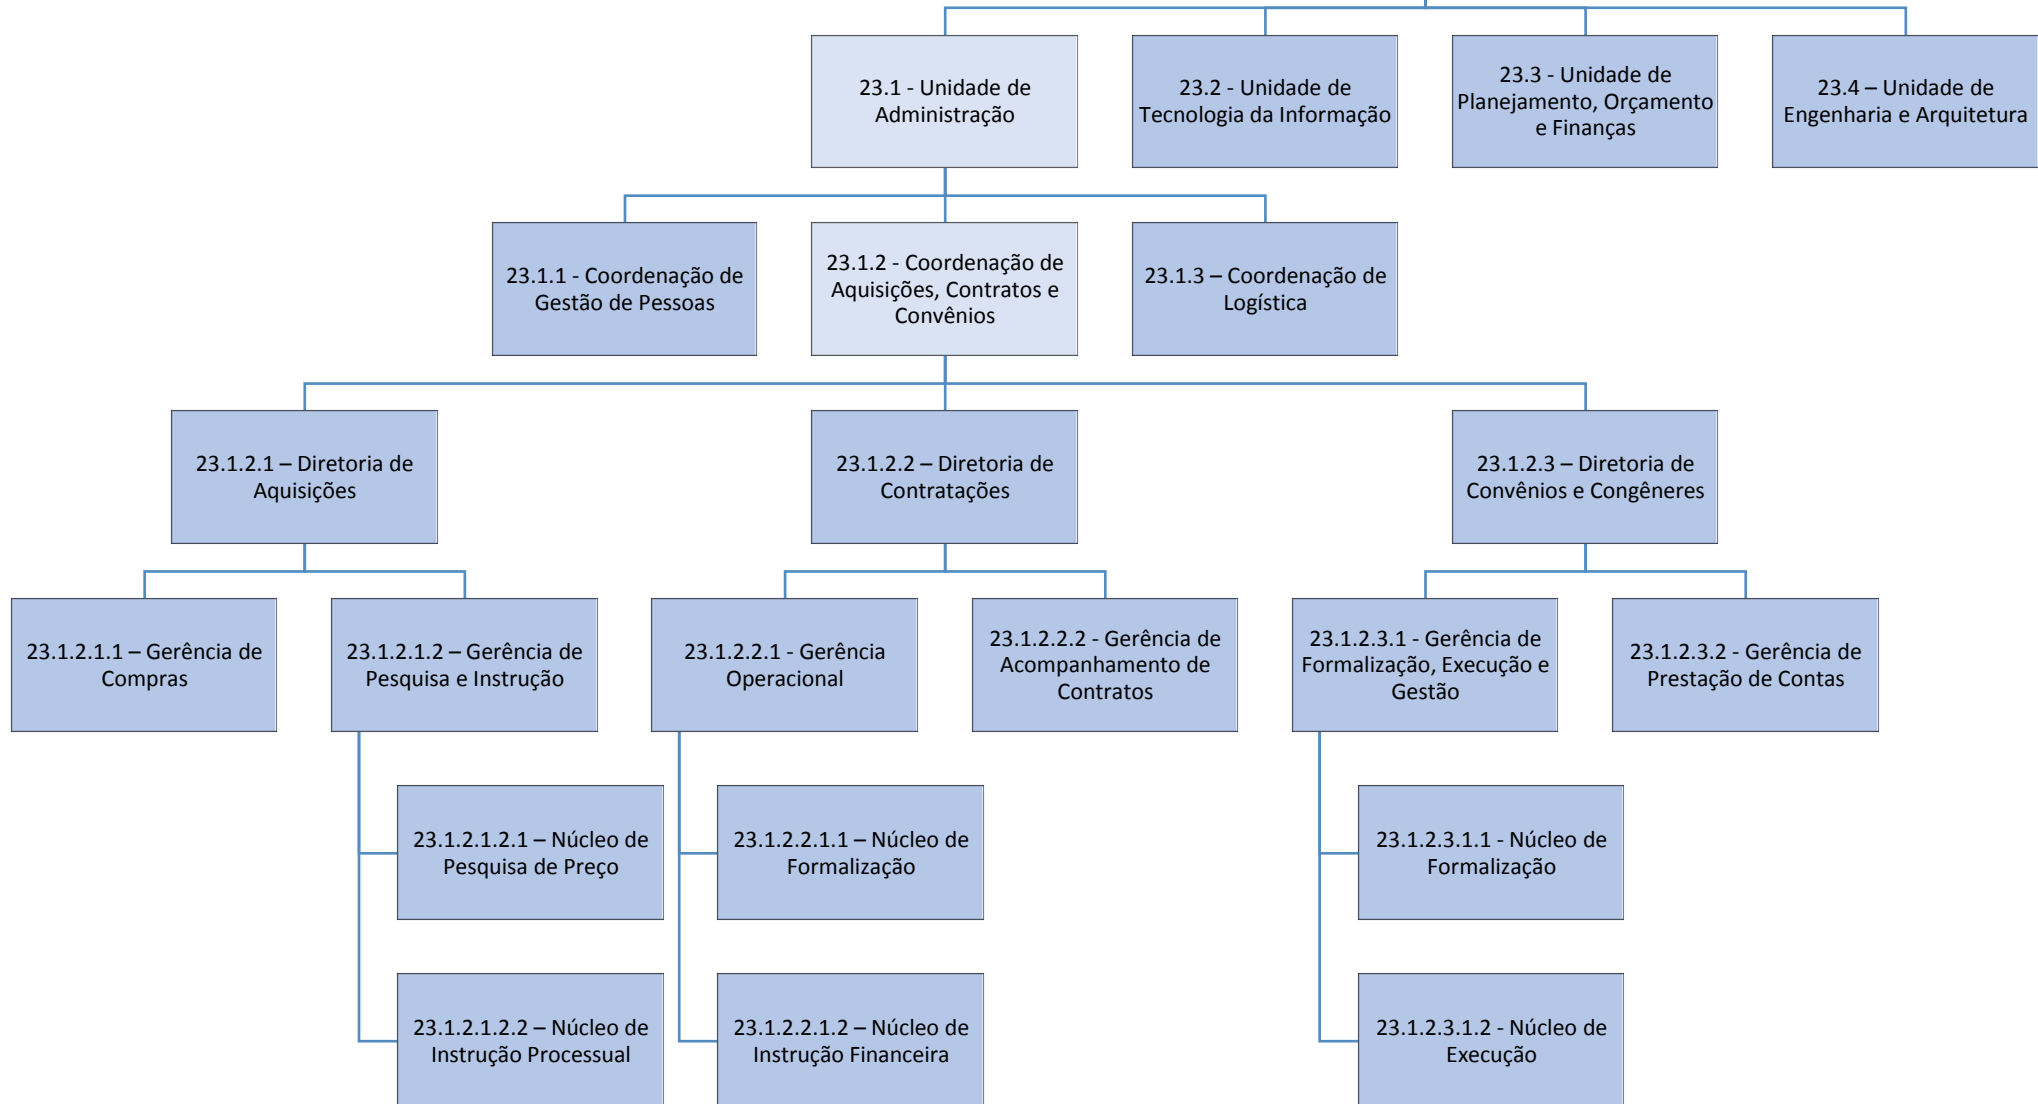 23.1 - Unidade de
Administração
23.2 - Unidade de
Tecnologia da Informação
23.3 - Unidade de
Planejamento, Orçamento
e Finanças
23.4 – Unidade de
Engenharia e Arquitetura
23.1.1 - Coordenação de
Gestão de Pessoas
23.1.2 - Coordenação de
Aquisições, Contratos e
Convênios
23.1.3 – Coordenação de
Logística
23.1.2.1 – Diretoria de
Aquisições
23.1.2.2 – Diretoria de
Contratações
23.1.2.3 – Diretoria de
Convênios e Congêneres
23.1.2.1.1 – Gerência de
Compras
23.1.2.1.2 – Gerência de
Pesquisa e Instrução
23.1.2.2.1 - Gerência
Operacional
23.1.2.2.2 - Gerência de
Acompanhamento de
Contratos
23.1.2.3.1 - Gerência de
Formalização, Execução e
Gestão
23.1.2.3.2 - Gerência de
Prestação de Contas
23.1.2.1.2.1 – Núcleo de
Pesquisa de Preço
23.1.2.2.1.1 – Núcleo de
Formalização
23.1.2.3.1.1 - Núcleo de
Formalização
23.1.2.1.2.2 – Núcleo de
Instrução Processual
23.1.2.2.1.2 – Núcleo de
Instrução Financeira
23.1.2.3.1.2 - Núcleo de
Execução